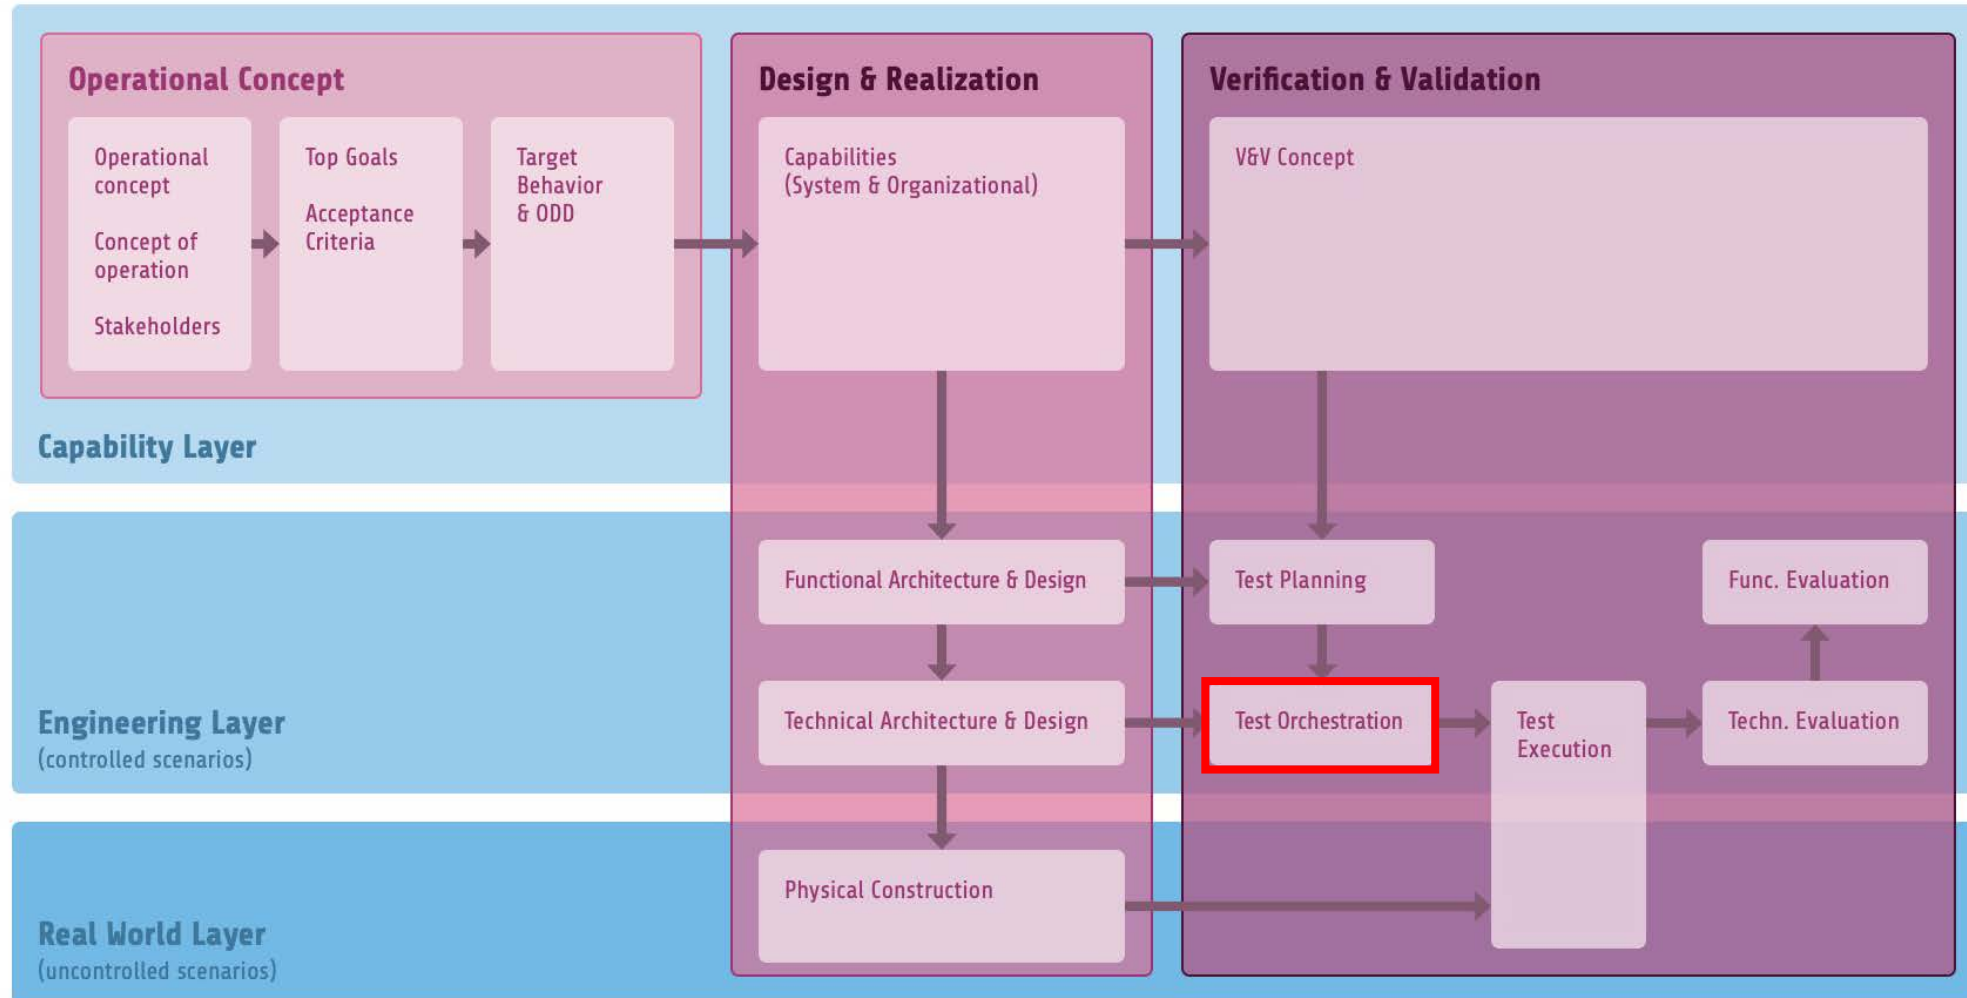 Operational Concept
Operational
concept
Concept of
operation
Stakeholders
Top Goals
Acceptance
Criteria
Target
Behavior
& ODD
Design & Realization
Capabilities
(System & Organizational)
Verification & Validation
V&V Concept
Capability Layer
Functional Architecture & Design
Test Planning
Func. Evaluation
Engineering Layer
(controlled scenarios)
Technical Architecture & Design
Test Orchestration
Test
Execution
Techn. Evaluation
Real World Layer
(uncontrolled scenarios)
Physical Construction